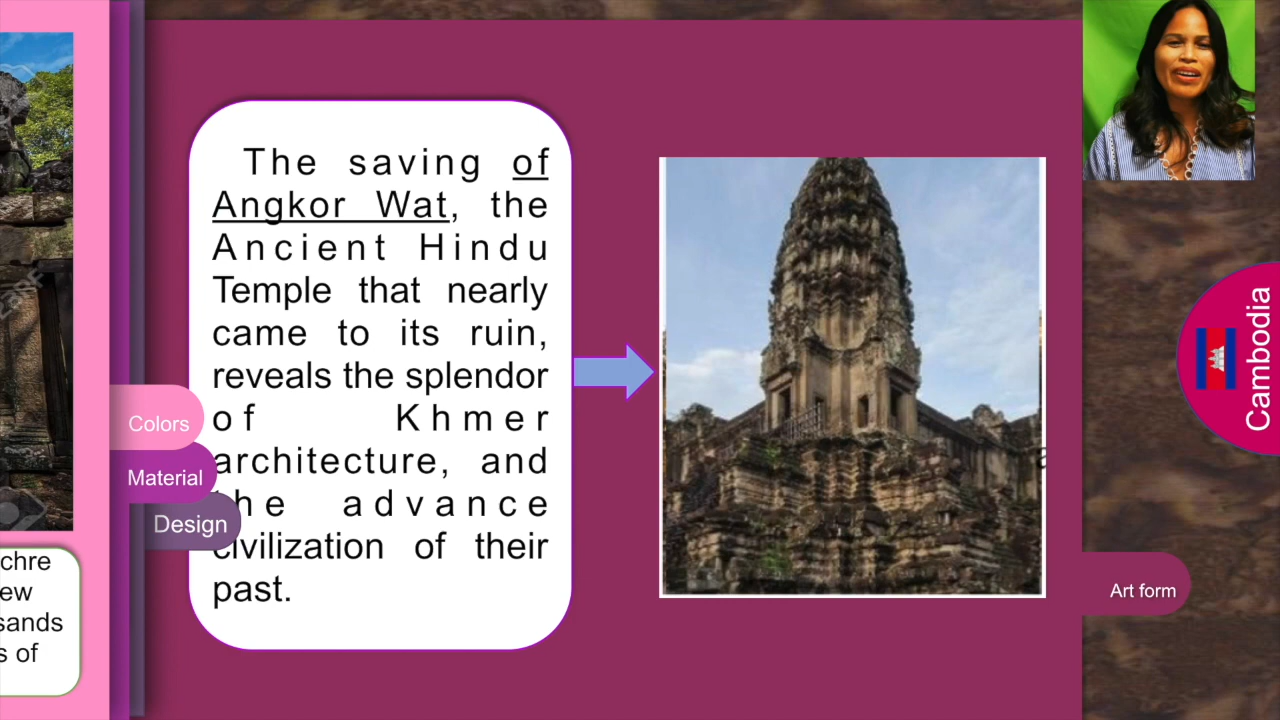 The saving of
Angkor Wat, the
Ancient Hindu
Temple that nearly
came to its ruin,
reveals the splendor
of Khmer
architecture, and
the advance
civilization of their
past.
Colors
Material
Design
chre
ew
sands
s of
Cambodia
Art form